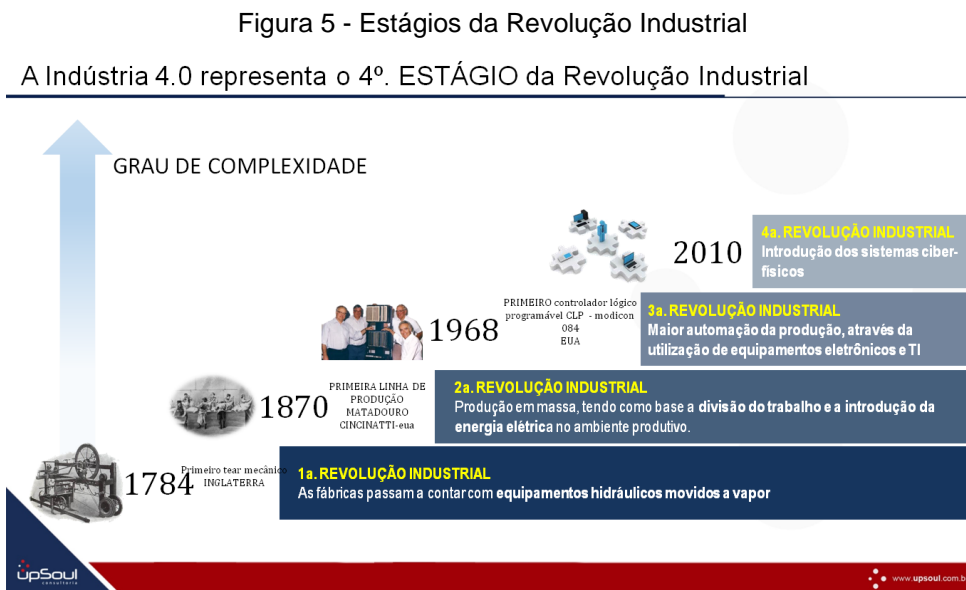 Figura 5 - Estágios da Revolução Industrial
A Indústria 4.0 representa o 4º. ESTÁGIO da Revolução Industrial
GRAU DE COMPLEXIDADE
2010
4a. REVOLUÇÃO INDUSTRIAL
Introdução dos sistemas ciber-
físicos
1968
PRIMEIRO controlador lógico
programável CLP - modicon
084
EUA
3a. REVOLUÇÃO INDUSTRIAL
Maior automação da produção, através da
utilização de equipamentos eletrônicos e TI
1870
PRIMEIRA LINHA DE
PRODUÇÃO
MATADOURO
CINCINATTI-eua
2a. REVOLUÇÃO INDUSTRIAL
Produção em massa, tendo como base a divisão do trabalho e a introdução da
energia elétrica no ambiente produtivo.
1784
Primeiro tear mecânico
INGLATERRA
1a. REVOLUÇÃO INDUSTRIAL
As fábricas passam a contar com equipamentos hidráulicos movidos a vapor
upSoul
consultoria
www.upsoul.com.b